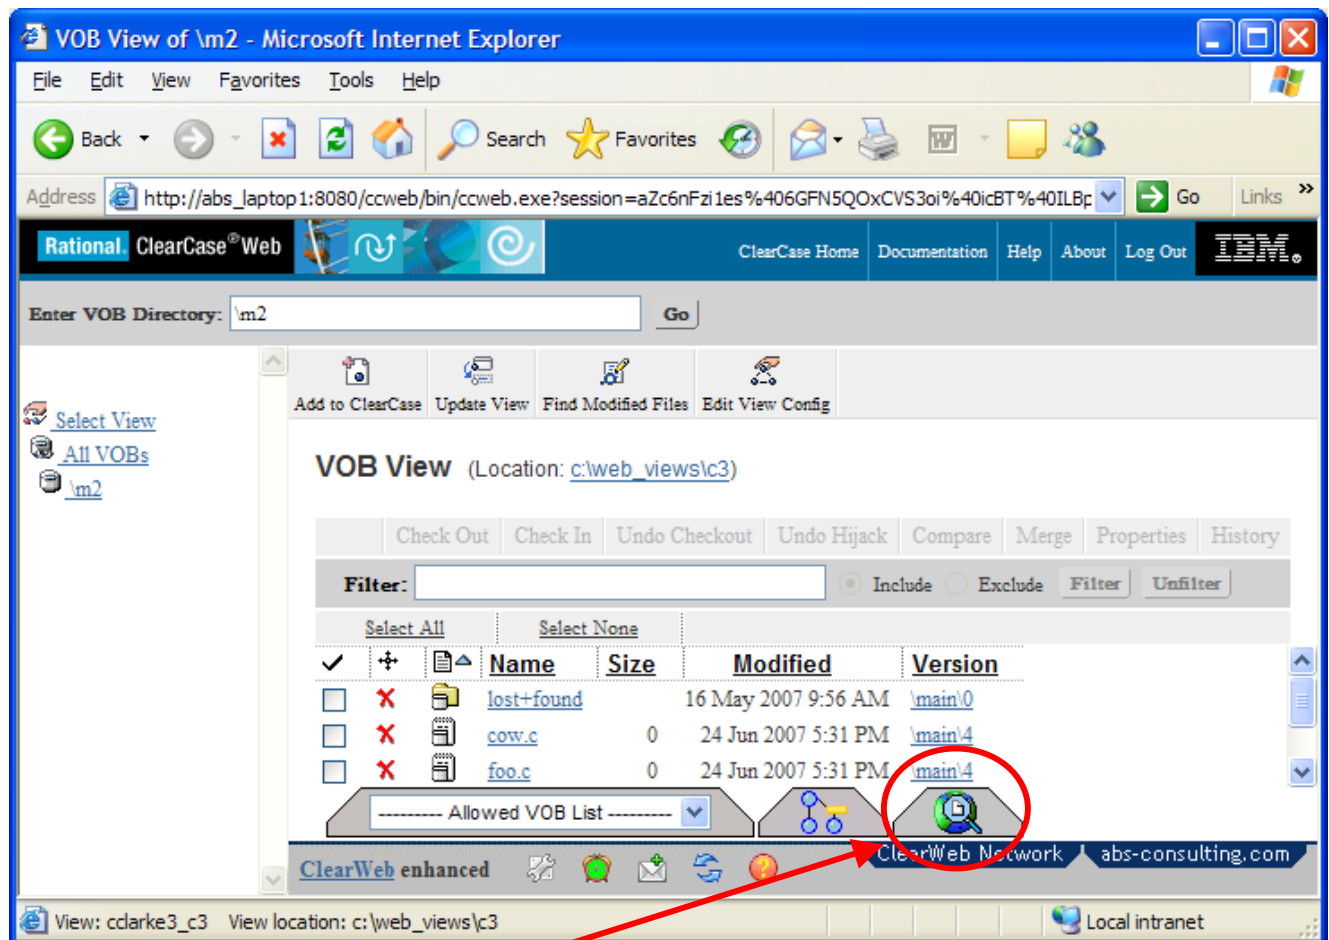 VOB View of \m2 - Microsoft Internet Explorer
File Edit View Favorites Tools Help
Back Search Favorites
Address http://abs_laptop1:8080/ccweb/bin/ccweb.exe?session=aZc6nFzi1es%406GFN5QOxCVS3oi%40icBT%40ILBp Go Links »
Rational. ClearCase®Web ClearCase Home Documentation Help About Log Out IBM®
Enter VOB Directory: \m2 Go
Add to ClearCase Update View Find Modified Files Edit View Config
Select View
All VOBs
\m2
VOB View (Location: c:\web_views\c3)
Check Out Check In Undo Checkout Undo Hijack Compare Merge Properties History
Filter: Include Exclude Filter Unfilter
Select All Select None
Name Size Modified Version
lost+found 16 May 2007 9:56 AM \main\0
cow.c 0 24 Jun 2007 5:31 PM \main\4
foo.c 0 24 Jun 2007 5:31 PM \main\4
--------- Allowed VOB List ---------
ClearWeb Network abs-consulting.com
ClearWeb enhanced
View: cclarke3_c3 View location: c:\web_views\c3 Local intranet